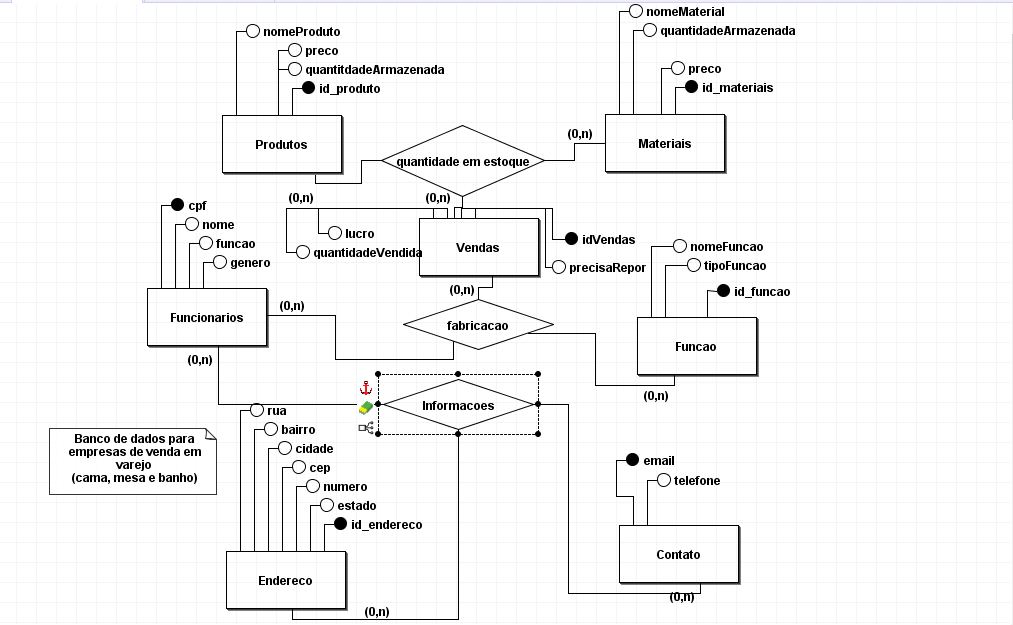 nomeProduto
preco
quantitdadeArmazenada
id_produto
Produtos
nomeMaterial
quantidadeArmazenada
preco
id_materiais
Materiais
quantidade em estoque
(0,n)
(0,n)
(0,n)
lucro
quantidadeVendida
Vendas
idVendas
precisaRepor
cpf
nome
funcao
genero
Funcionarios
(0,n)
(0,n)
(0,n)
fabricacao
nomeFuncao
tipoFuncao
id_funcao
Funcao
(0,n)
Informacoes
rua
bairro
cidade
cep
numero
estado
id_endereco
Endereco
(0,n)
Banco de dados para
empresas de venda em
varejo
(cama, mesa e banho)
email
telefone
Contato
(0,n)